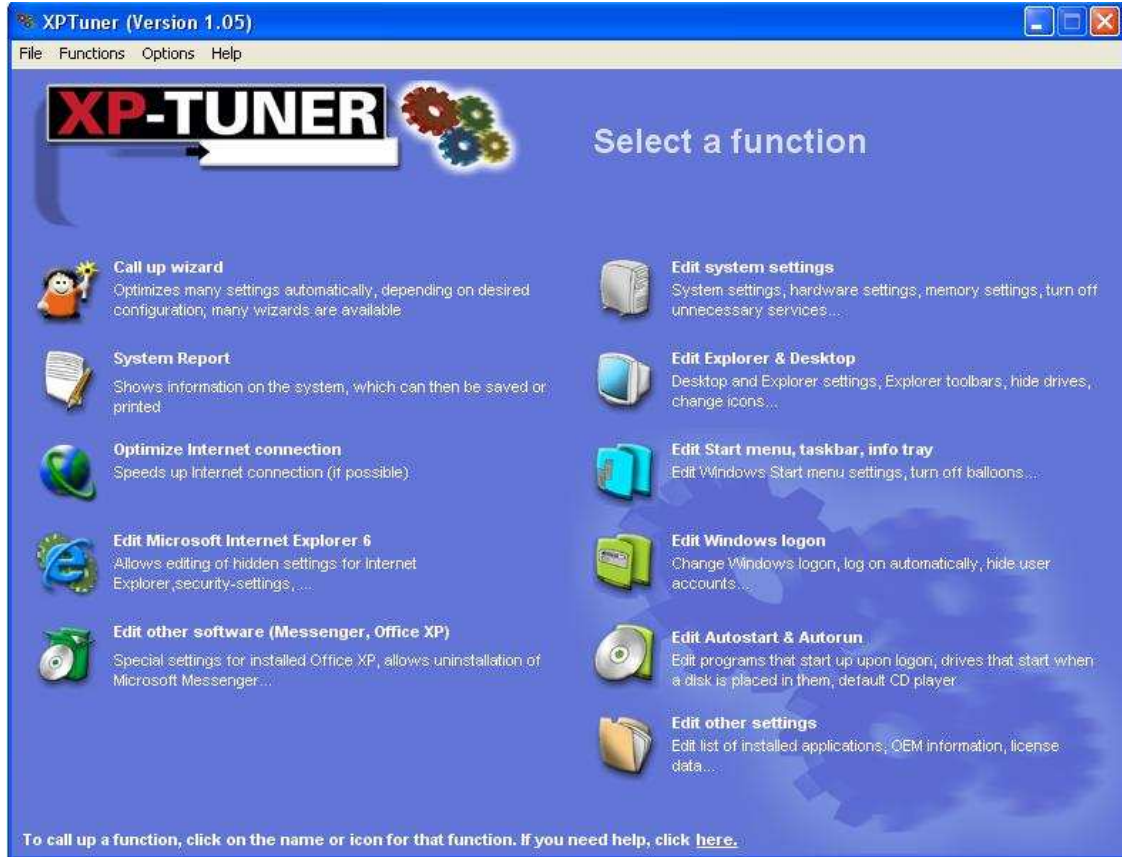 XPTuner (Version 1.05)
File Functions Options Help
XP-TUNER
Select a function
Call up wizard
Optimizes many settings automatically, depending on desired
configuration; many wizards are available
System Report
Shows information on the system, which can then be saved or
printed
Optimize Internet connection
Speeds up Internet connection (if possible)
Edit Microsoft Internet Explorer 6
Allows editing of hidden settings for Internet
Explorer,security-settings, ...
Edit other software (Messenger, Office XP)
Special settings for installed Office XP, allows uninstallation of
Microsoft Messenger...
Edit system settings
System settings, hardware settings, memory settings, turn off
unnecessary services...
Edit Explorer & Desktop
Desktop and Explorer settings, Explorer toolbars, hide drives,
change icons...
Edit Start menu, taskbar, info tray
Edit Windows Start menu settings, turn off balloons...
Edit Windows logon
Change Windows logon, log on automatically, hide user
accounts...
Edit Autostart & Autorun
Edit programs that start up upon logon, drives that start when
a disk is placed in them, default CD player
Edit other settings
Edit list of installed applications, OEM information, license
data...
To call up a function, click on the name or icon for that function. If you need help, click here.